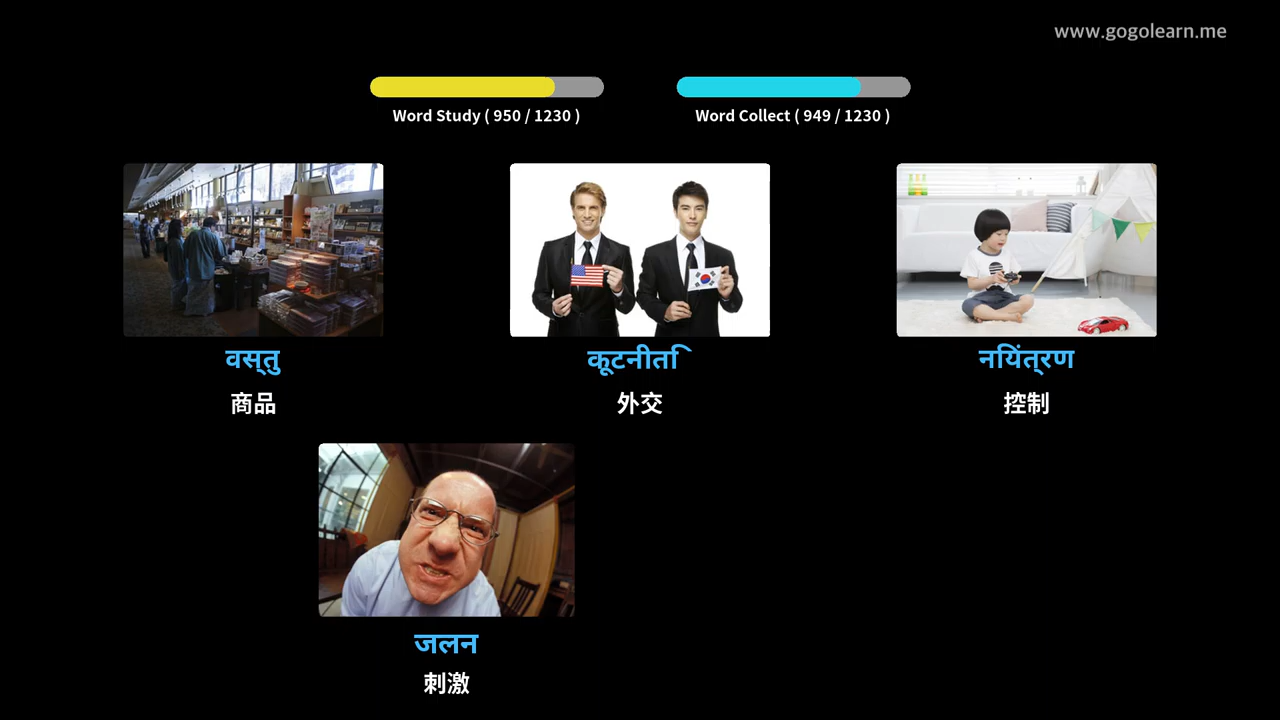 www.gogolearn.me
Word Study ( 950 / 1230 )
Word Collect ( 949 / 1230 )
वस्तु
कूटनीति
नियंत्रण
商品
外交
控制
जलन
刺激